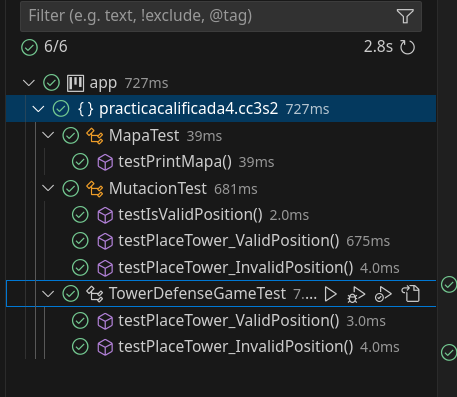 Filter (e.g. text, !exclude, @tag)
6/6 2.8s
app 727ms
{ } practicacalificada4.cc3s2 727ms
MapaTest 39ms
testPrintMapa() 39ms
MutacionTest 681ms
testIsValidPosition() 2.0ms
testPlaceTower_ValidPosition() 675ms
testPlaceTower_InvalidPosition() 4.0ms
TowerDefenseGameTest 7....
testPlaceTower_ValidPosition() 3.0ms
testPlaceTower_InvalidPosition() 4.0ms